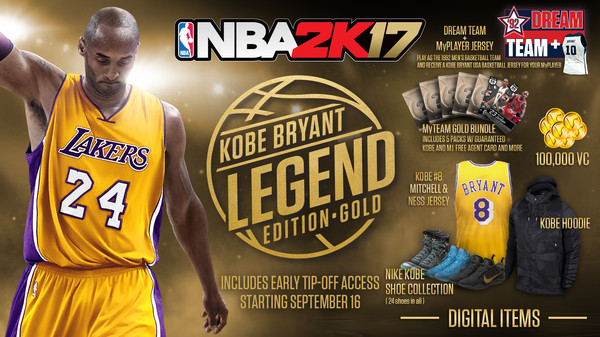 NBA 2K17
LAKERS
24
KOBE BRYANT
LEGEND
EDITION • GOLD
INCLUDES EARLY TIP-OFF ACCESS
STARTING SEPTEMBER 16
DREAM TEAM
+
MyPLAYER JERSEY
PLAY AS THE 1992 MEN'S BASKETBALL TEAM
AND RECEIVE A KOBE BRYANT USA BASKETBALL JERSEY FOR YOUR MyPLAYER
'92 DREAM
TEAM +
10
MyTEAM GOLD BUNDLE
INCLUDES 5 PACKS W/ GUARANTEED
KOBE AND MJ, FREE AGENT CARD AND MORE
100,000 VC
KOBE #8
MITCHELL &
NESS JERSEY
BRYANT
8
KOBE HOODIE
NIKE KOBE
SHOE COLLECTION
( 24 shoes in all )
DIGITAL ITEMS